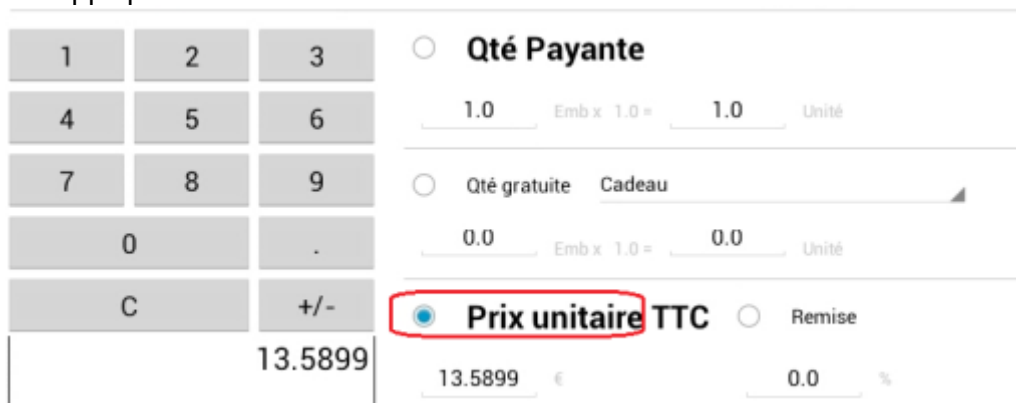 1 2 3
4 5 6
7 8 9
0 .
C +/-
13.5899
Qté Payante
1.0 Emb x 1.0 = 1.0 Unité
Qté gratuite Cadeau
0.0 Emb x 1.0 = 0.0 Unité
Prix unitaire TTC Remise
13.5899 € 0.0 %